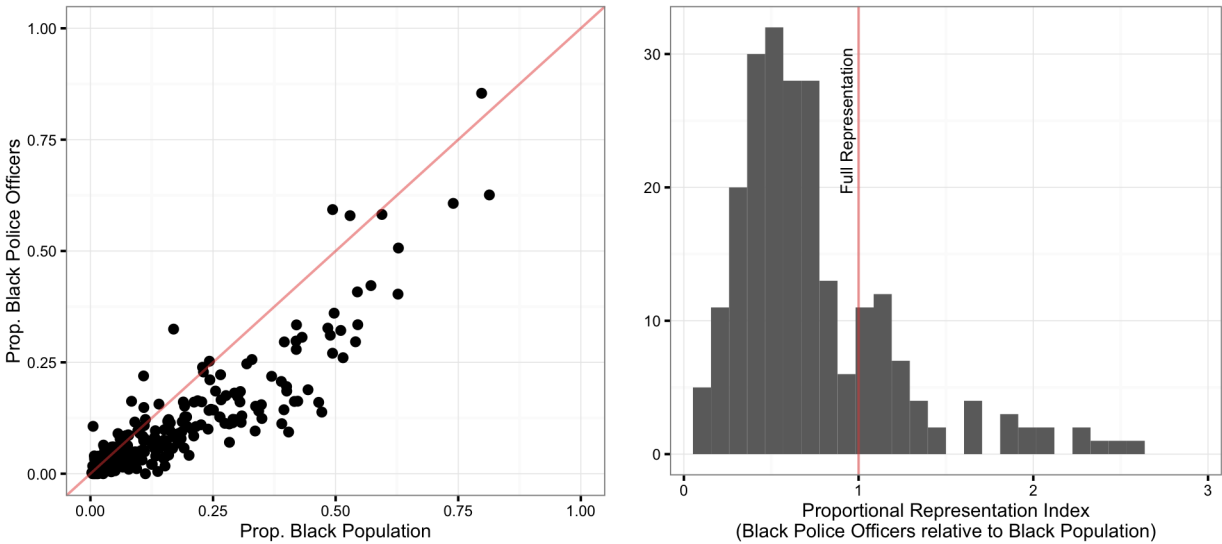 1.00
0.75
0.50
0.25
0.00
Prop. Black Police Officers
0.00 0.25 0.50 0.75 1.00
Prop. Black Population
30
20
10
0
Full Representation
0 1 2 3
Proportional Representation Index
(Black Police Officers relative to Black Population)